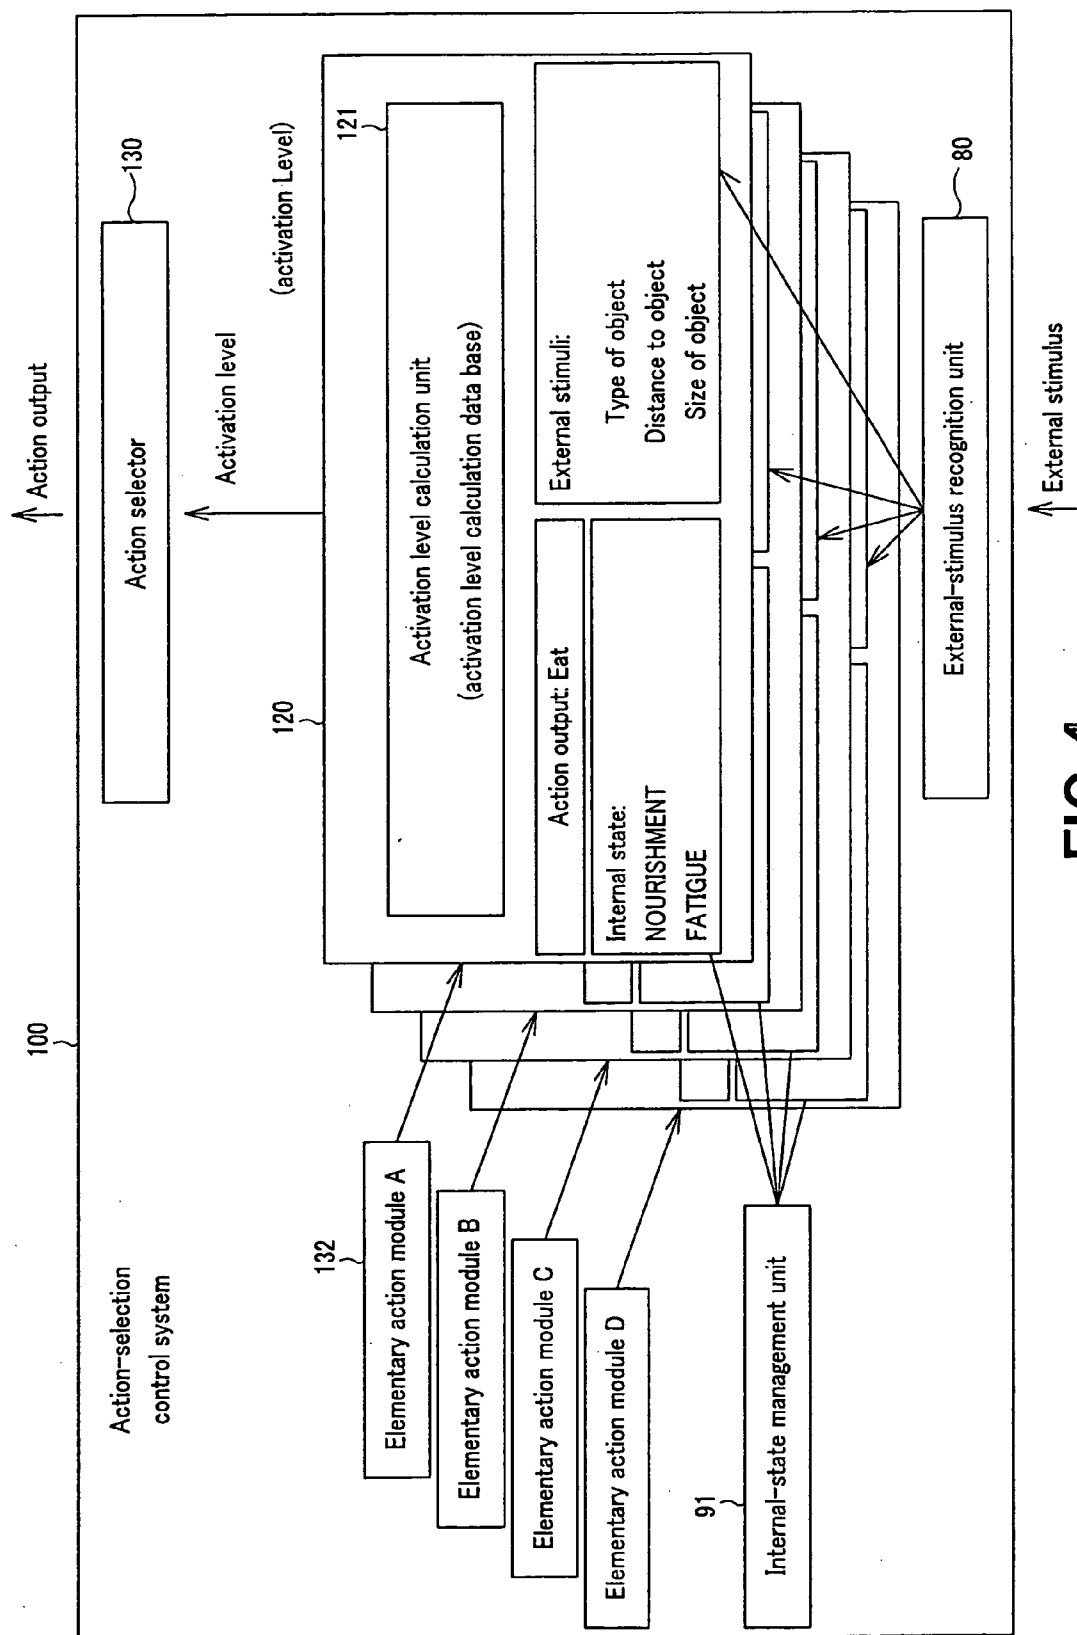 Action output
Action selector
130
Activation level
(activation Level)
120
121
Activation level calculation unit
(activation level calculation data base)
Action output: Eat
Internal state:
NOURISHMENT
FATIGUE
External stimuli:
Type of object
Distance to object
Size of object
100
Action-selection
control system
132
Elementary action module A
Elementary action module B
Elementary action module C
Elementary action module D
91
Internal-state management unit
80
External-stimulus recognition unit
External stimulus